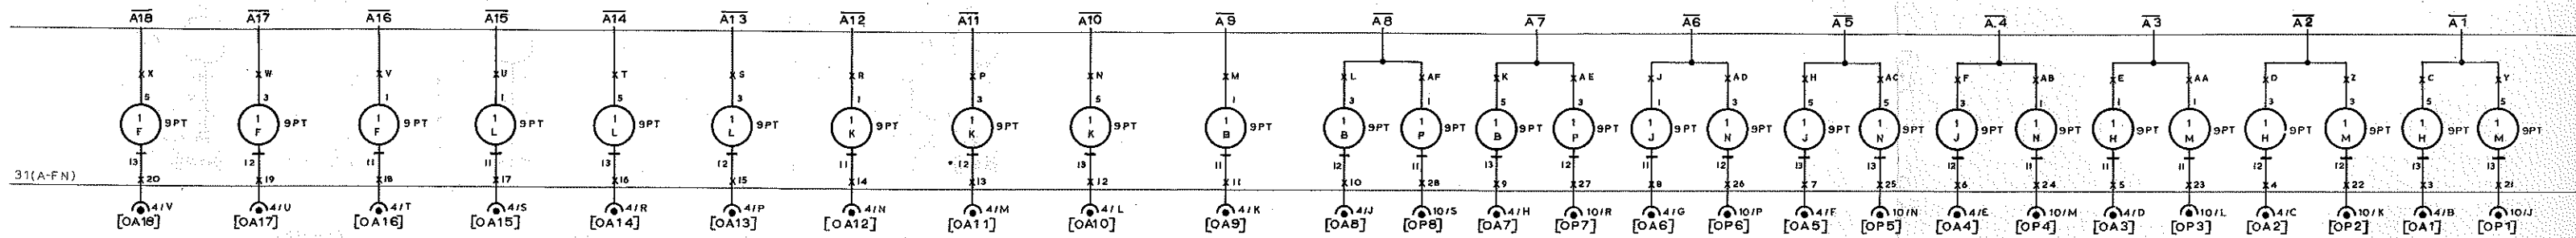 A18 A17 A16 A15 A14 A13 A12 A11 A10 A9 A8 A7 A6 A5 A4 A3 A2 A1
X W V U T S R P N M L AF K AE J AD H AC F AB E AA D Z C Y
5 3 1 1 5 3 1 3 5 1 3 1 5 3 1 3 5 5 3 1 1 1 3 3 5 5
1 1 1 1 1 1 1 1 1 1 1 1 1 1 1 1 1 1 1 1 1 1 1 1 1 1
9PT 9PT 9PT 9PT 9PT 9PT 9PT 9PT 9PT 9PT 9PT 9PT 9PT 9PT 9PT 9PT 9PT 9PT 9PT 9PT 9PT 9PT 9PT 9PT 9PT 9PT
F F F L L L K K K B B P B P J N J N J N H M H M H M
13 12 11 11 13 12 11 *12 13 11 12 11 13 12 11 12 13 13 12 11 11 11 12 12 13 13
31(A-FN) 20 19 18 17 16 15 14 13 12 11 10 28 9 27 8 26 7 25 6 24 5 23 4 22 3 21
4/V 4/U 4/T 4/S 4/R 4/P 4/N 4/M 4/L 4/K 4/J 10/S 4/H 10/R 4/G 10/P 4/F 10/N 4/E 10/M 4/D 10/L 4/C 10/K 4/B 10/J
[OA18] [OA17] [OA16] [OA15] [OA14] [OA13] [OA12] [OA11] [OA10] [OA9] [OA8] [OP8] [OA7] [OP7] [OA6] [OP6] [OA5] [OP5] [OA4] [OP4] [OA3] [OP3] [OA2] [OP2] [OA1] [OP1]